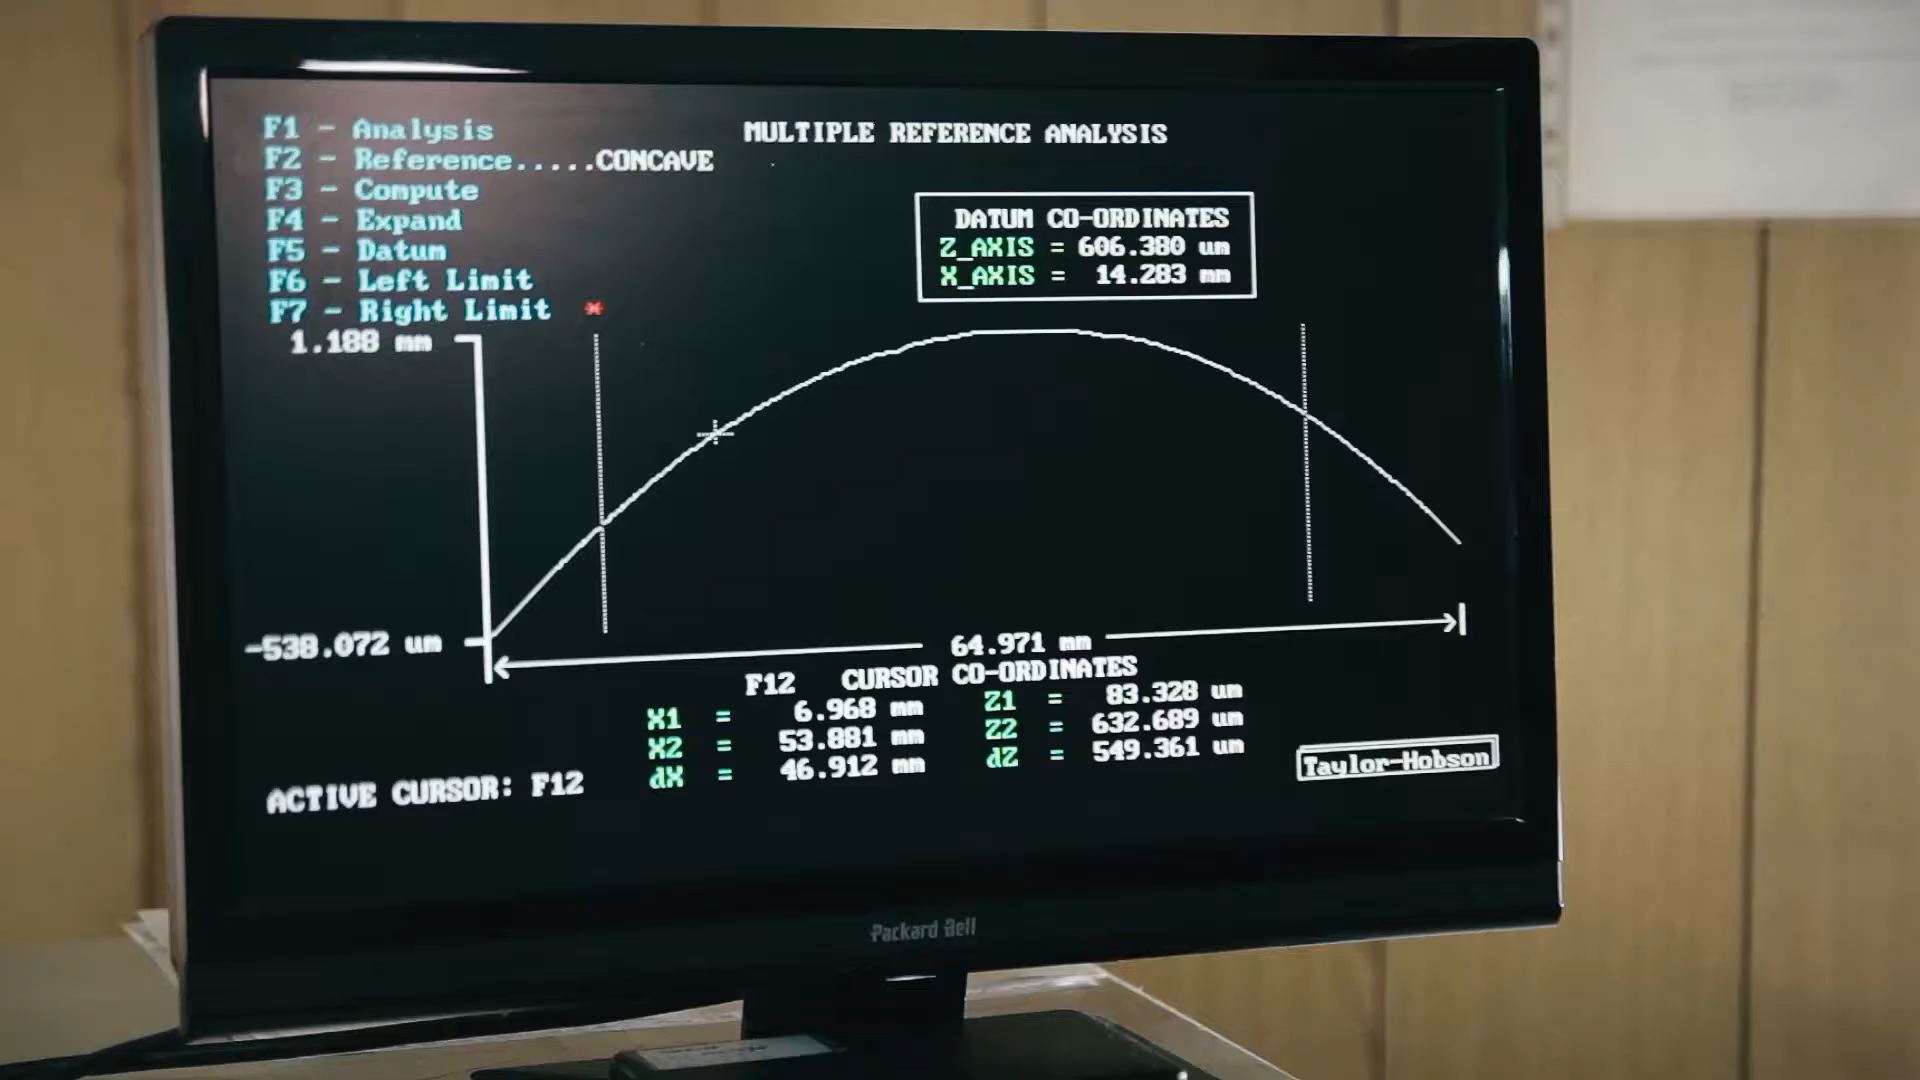 F1 - Analysis
MULTIPLE REFERENCE ANALYSIS
F2 - Reference.....CONCAVE
F3 - Compute
F4 - Expand
F5 - Datum
F6 - Left Limit
F7 - Right Limit *
DATUM CO-ORDINATES
Z_AXIS = 606.380 um
X_AXIS = 14.283 mm
1.188 mm
-538.072 um
64.971 mm
F12 CURSOR CO-ORDINATES
X1 = 6.968 mm Z1 = 83.328 um
X2 = 53.881 mm Z2 = 632.689 um
dX = 46.912 mm dZ = 549.361 um
ACTIVE CURSOR: F12
Taylor-Hobson
Packard Bell